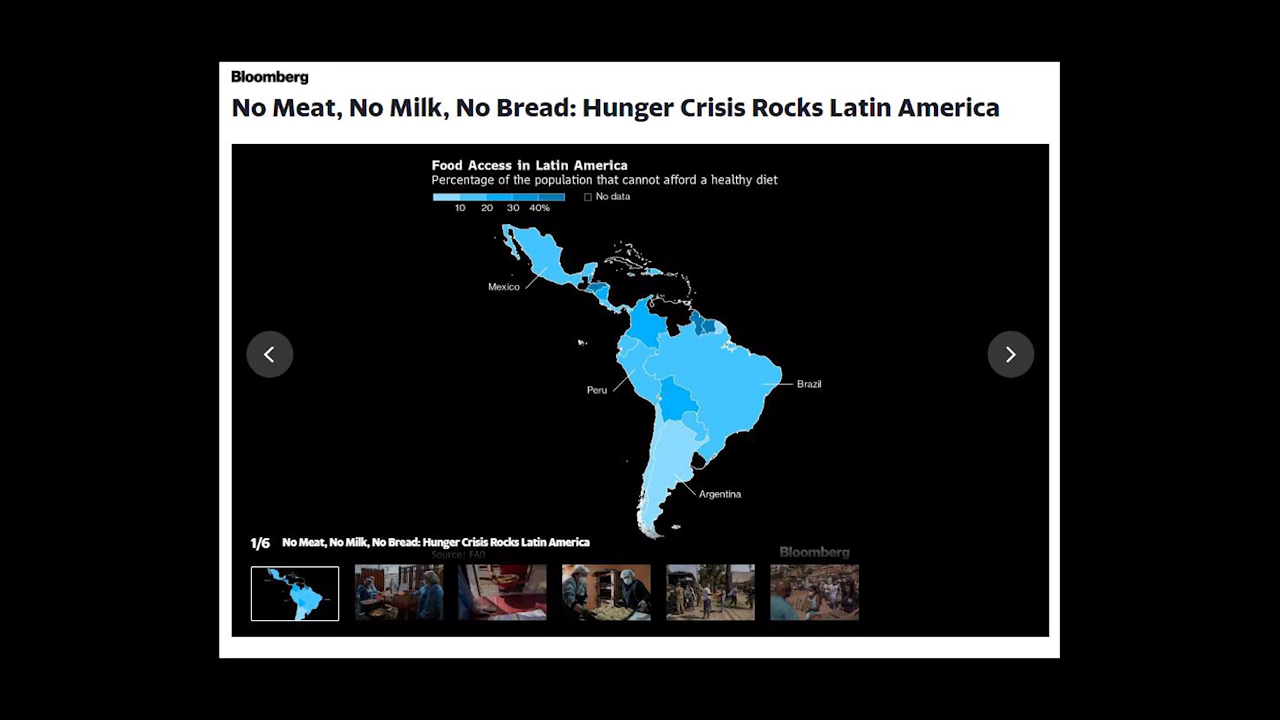 Bloomberg
No Meat, No Milk, No Bread: Hunger Crisis Rocks Latin America
Food Access in Latin America
Percentage of the population that cannot afford a healthy diet
10 20 30 40% No data
Mexico
Peru
Brazil
Argentina
1/6 No Meat, No Milk, No Bread: Hunger Crisis Rocks Latin America
Source: FAO
Bloomberg